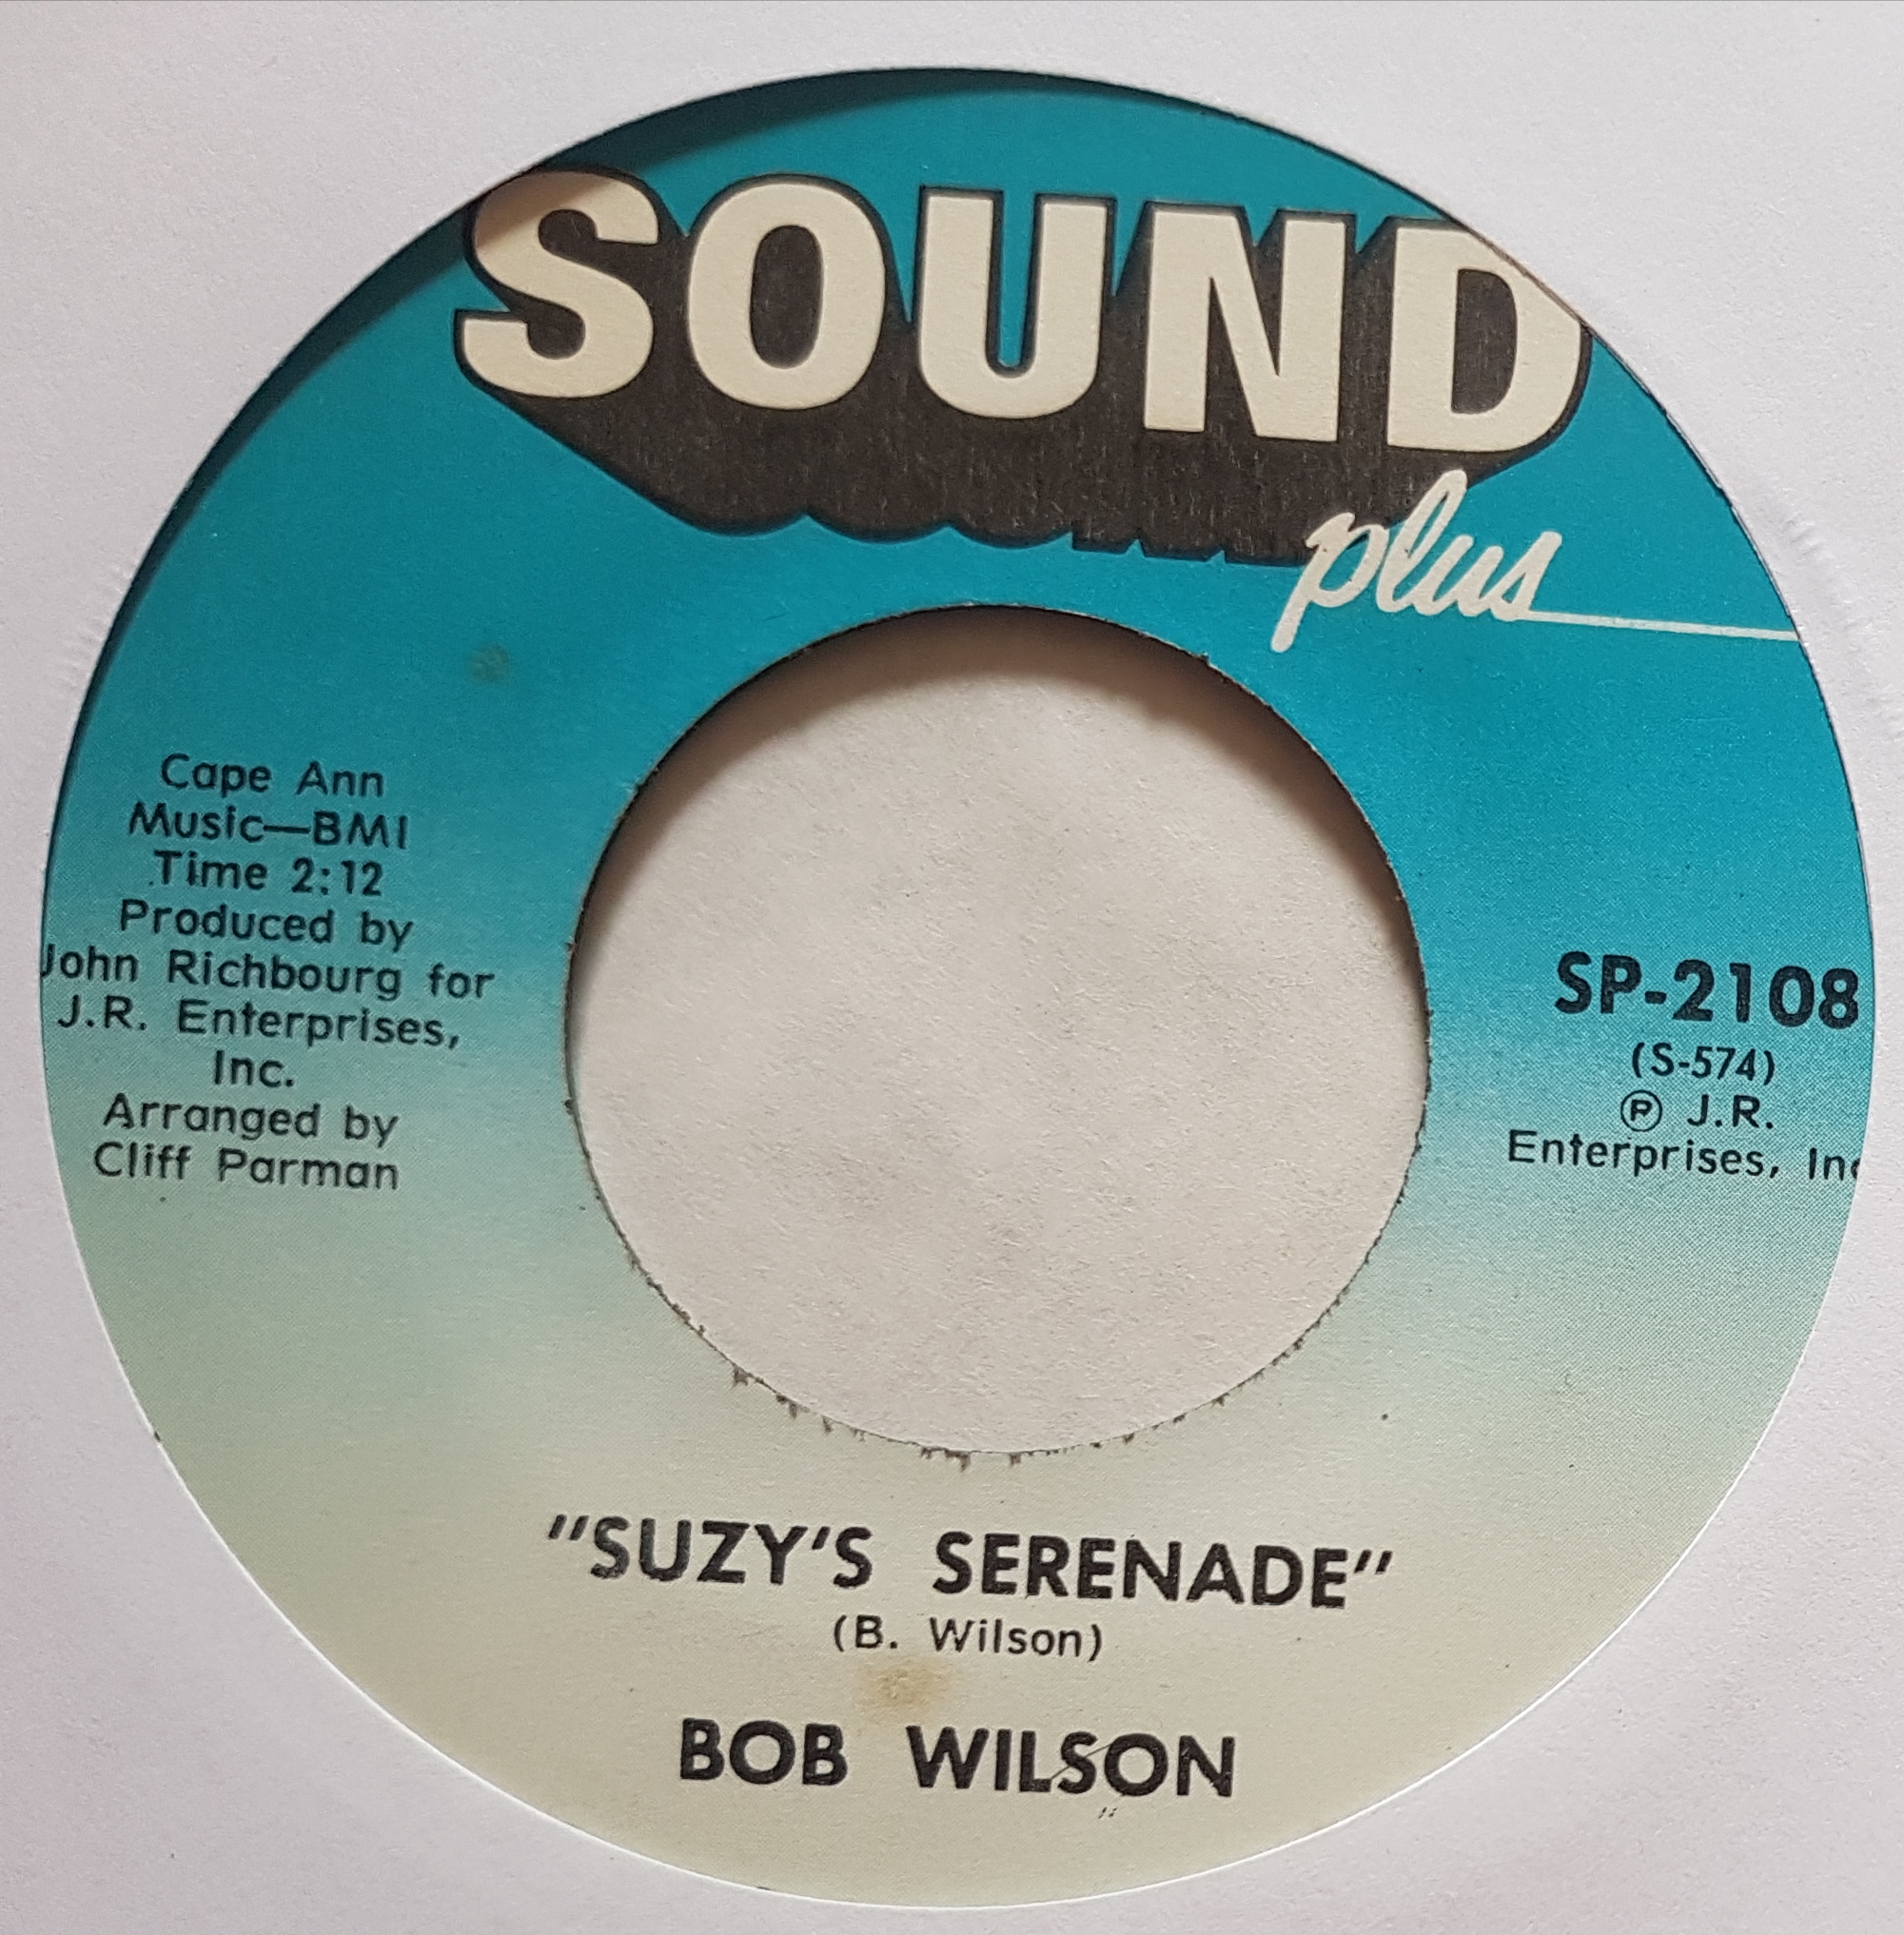 SOUND
plus
Cape Ann
Music—BMI
Time 2:12
Produced by
John Richbourg for
J.R. Enterprises,
Inc.
Arranged by
Cliff Parman
SP-2108
(S-574)
Ⓟ J.R.
Enterprises, Inc
"SUZY'S SERENADE"
(B. Wilson)
BOB WILSON